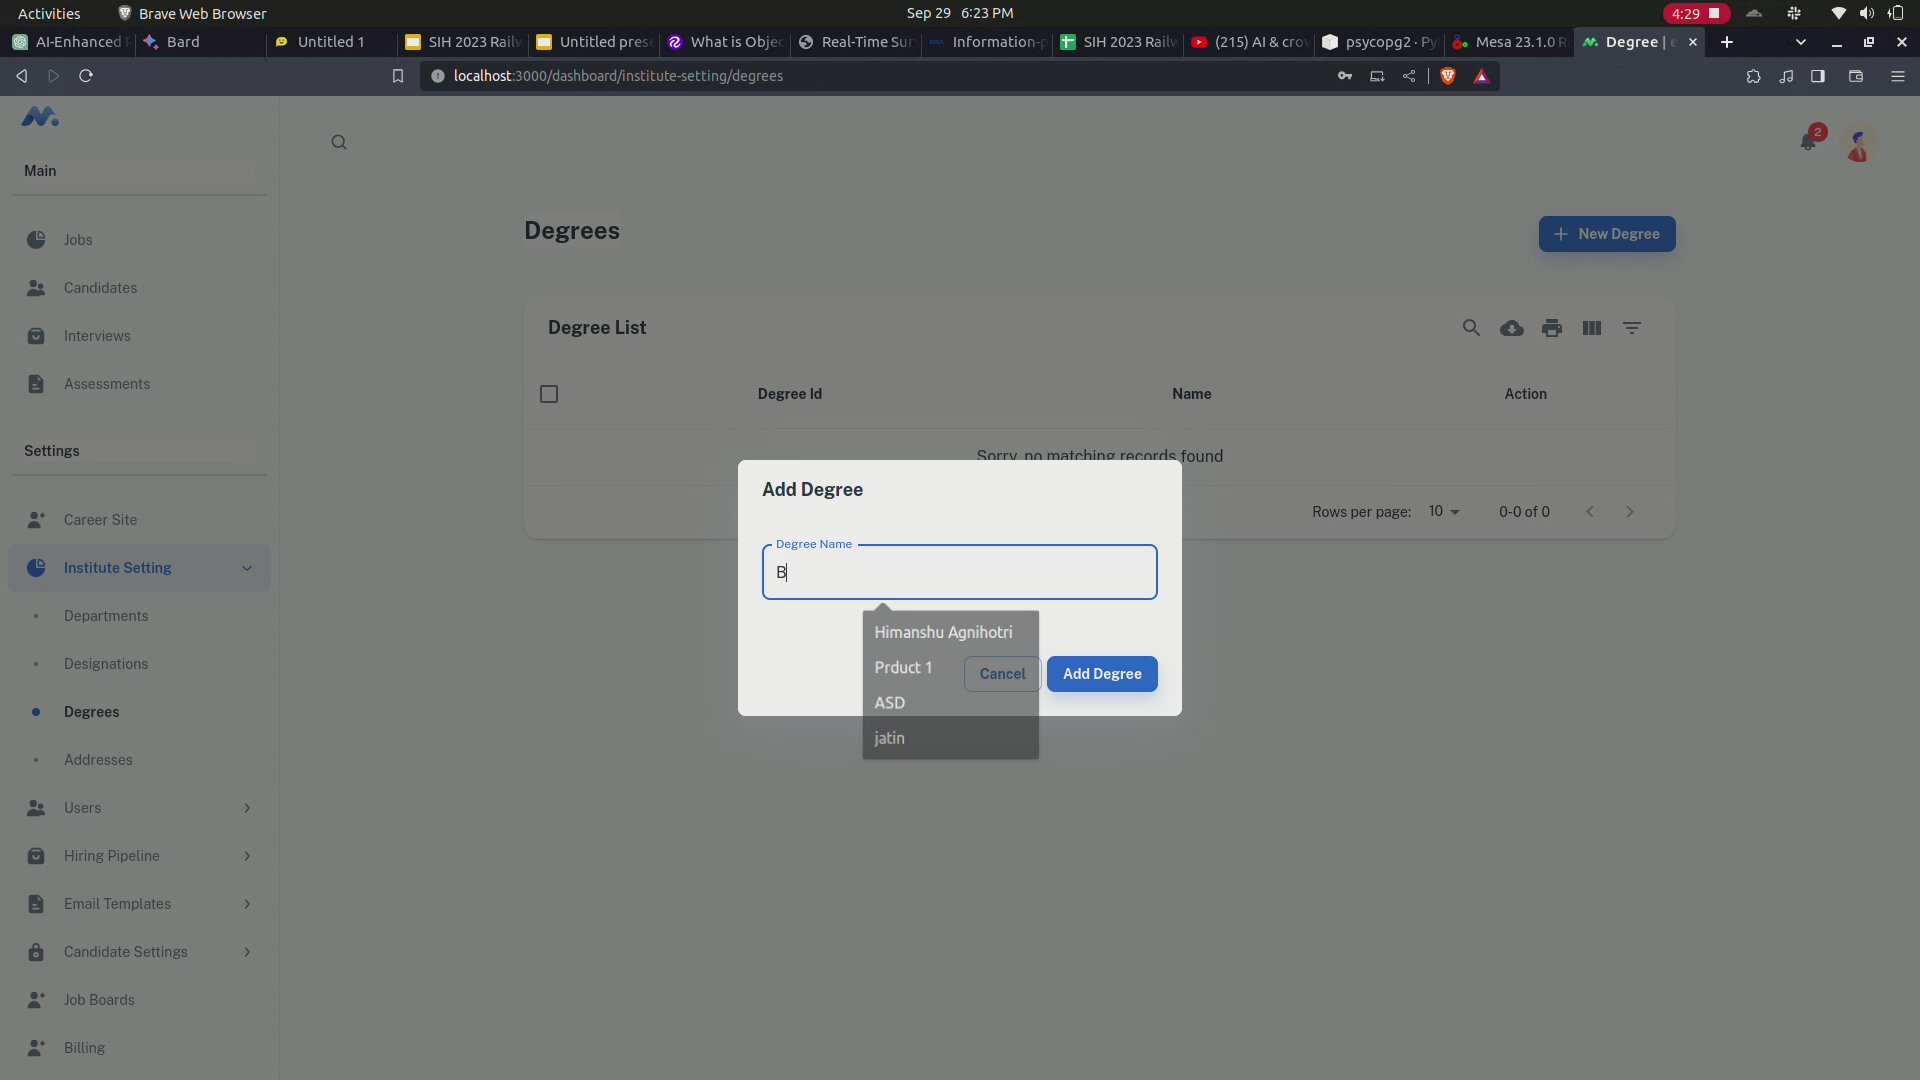 Activities
Brave Web Browser
Sep 29 6:23 PM
4:29
AI-Enhanced
Bard
Untitled 1
SIH 2023 Railw
Untitled prese
What is Objec
Real-Time Sur
Information-p
SIH 2023 Railw
(215) AI & crow
psycopg2 · Py
Mesa 23.1.0 R
Degree |
localhost:3000/dashboard/institute-setting/degrees
2
Main
Jobs
Candidates
Interviews
Assessments
Settings
Career Site
Institute Setting
Departments
Designations
Degrees
Addresses
Users
Hiring Pipeline
Email Templates
Candidate Settings
Job Boards
Billing
Degrees
New Degree
Degree List
Degree Id
Name
Action
Sorry, no matching records found
Rows per page: 10
0-0 of 0
Add Degree
Degree Name
B
Himanshu Agnihotri
Prduct 1
ASD
jatin
Cancel
Add Degree